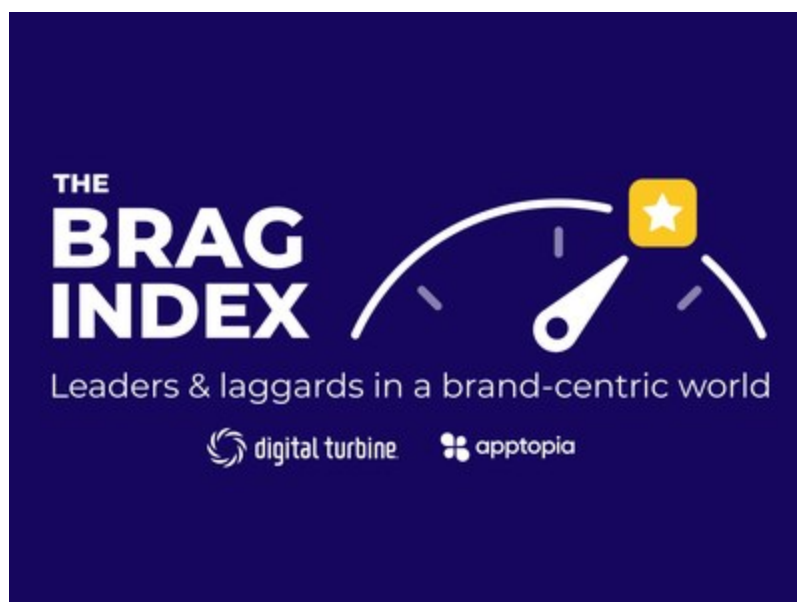 THE
BRAG
INDEX
Leaders & laggards in a brand-centric world
digital turbine apptopia